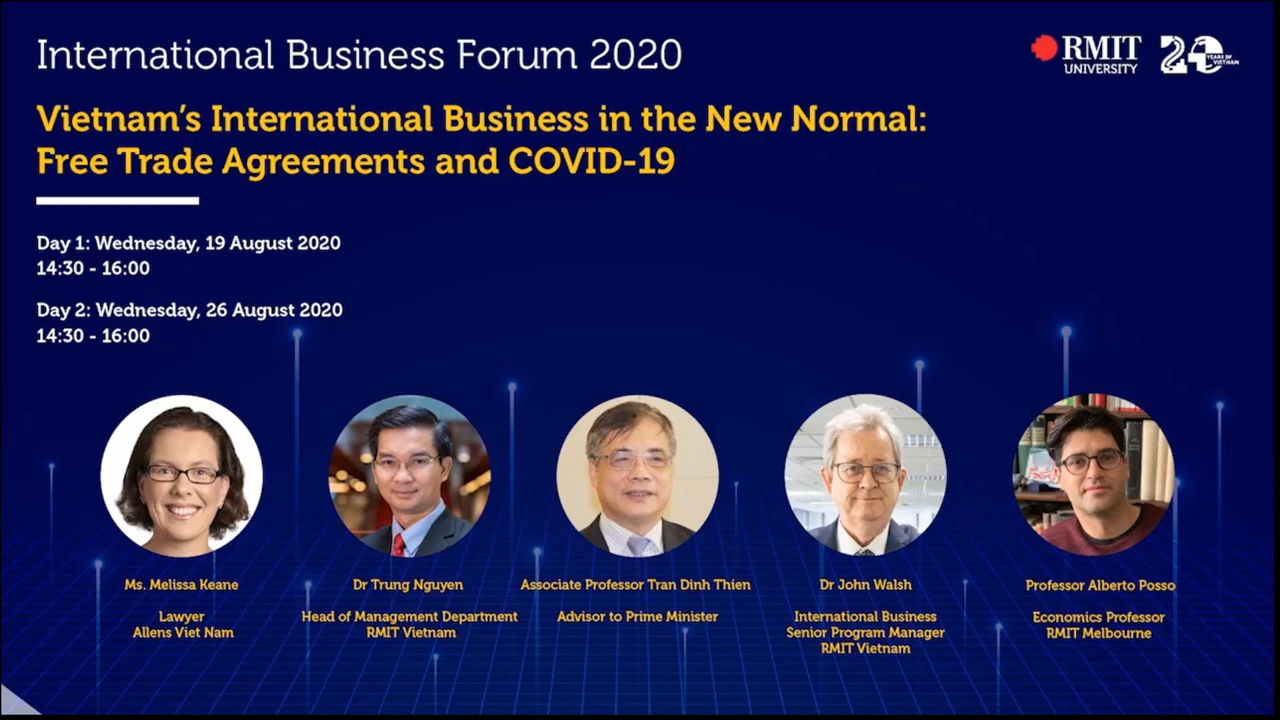 International Business Forum 2020
RMIT
UNIVERSITY
20
YEARS IN
VIETNAM
Vietnam's International Business in the New Normal:
Free Trade Agreements and COVID-19
Day 1: Wednesday, 19 August 2020
14:30 - 16:00
Day 2: Wednesday, 26 August 2020
14:30 - 16:00
Ms. Melissa Keane
Lawyer
Allens Viet Nam
Dr Trung Nguyen
Head of Management Department
RMIT Vietnam
Associate Professor Tran Dinh Thien
Advisor to Prime Minister
Dr John Walsh
International Business
Senior Program Manager
RMIT Vietnam
Professor Alberto Posso
Economics Professor
RMIT Melbourne